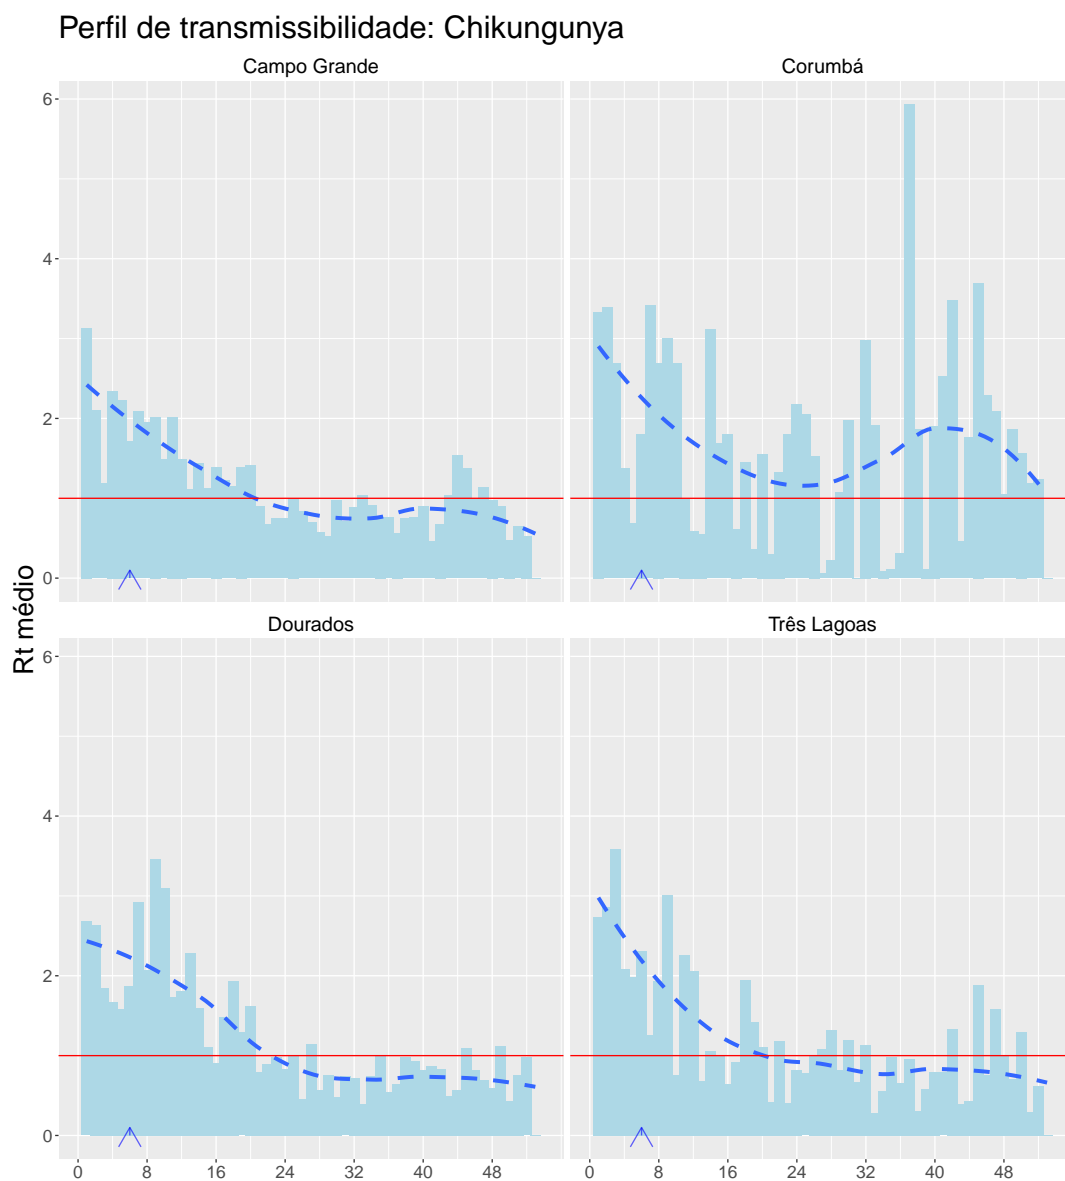 Perfil de transmissibilidade: Chikungunya
Campo Grande
Corumbá
6
4
2
0
Rt médio
Dourados
Três Lagoas
6
4
2
0
0 8 16 24 32 40 48
0 8 16 24 32 40 48